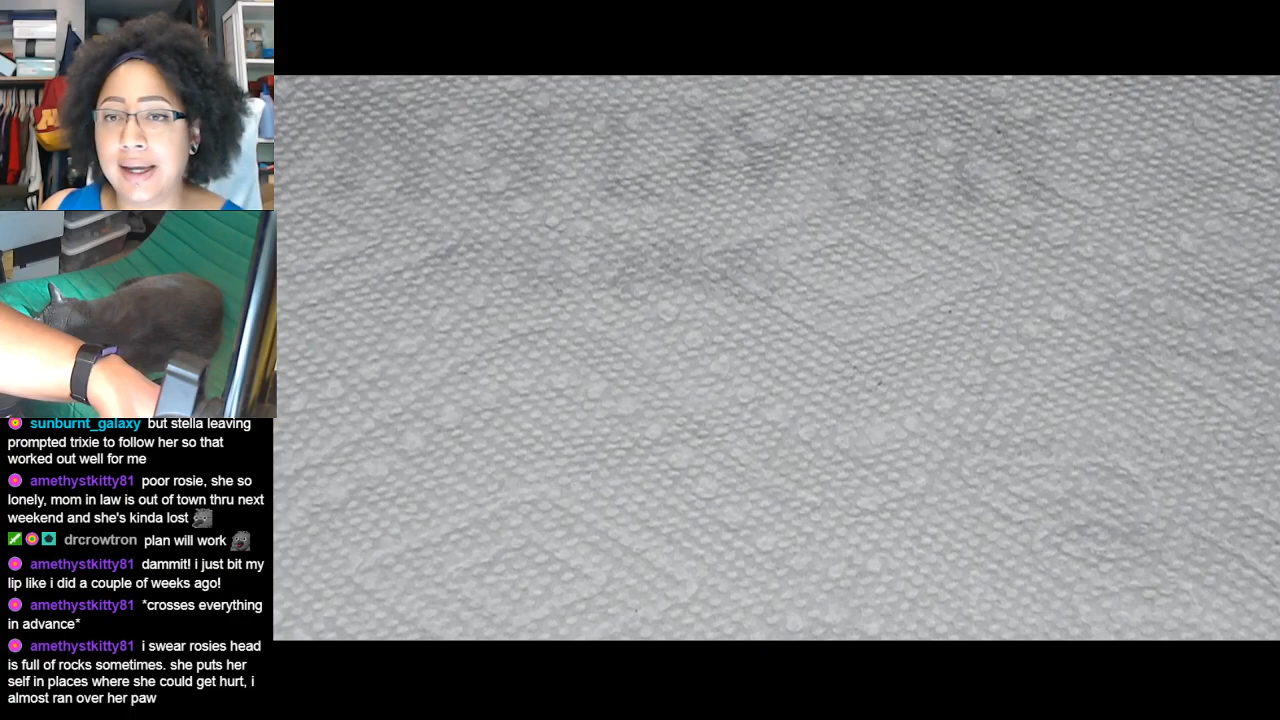 sunburnt_galaxy but stella leaving
prompted trixie to follow her so that
worked out well for me
amethystkitty81 poor rosie, she so
lonely, mom in law is out of town thru next
weekend and she's kinda lost
drcrowtron plan will work
amethystkitty81 dammit! i just bit my
lip like i did a couple of weeks ago!
amethystkitty81 *crosses everything
in advance*
amethystkitty81 i swear rosies head
is full of rocks sometimes. she puts her
self in places where she could get hurt, i
almost ran over her paw